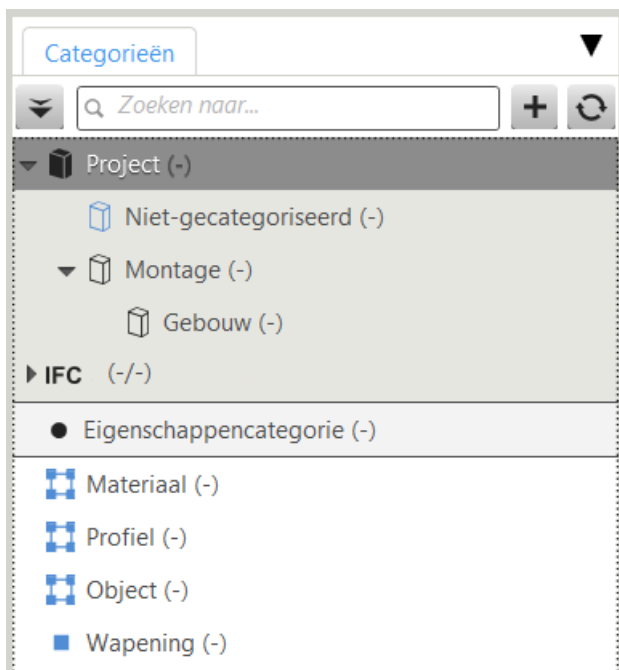 Categorieën
Zoeken naar...
Project (-)
Niet-gecategoriseerd (-)
Montage (-)
Gebouw (-)
IFC (-/-)
Eigenschappencategorie (-)
Materiaal (-)
Profiel (-)
Object (-)
Wapening (-)